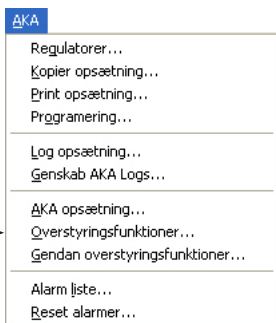 AKA
Regulatorer...
Kopier opsætning...
Print opsætning...
Programering...
Log opsætning...
Genskab AKA Logs...
AKA opsætning...
Overstyringsfunktioner...
Gendan overstyringsfunktioner...
Alarm liste...
Reset alarmer...